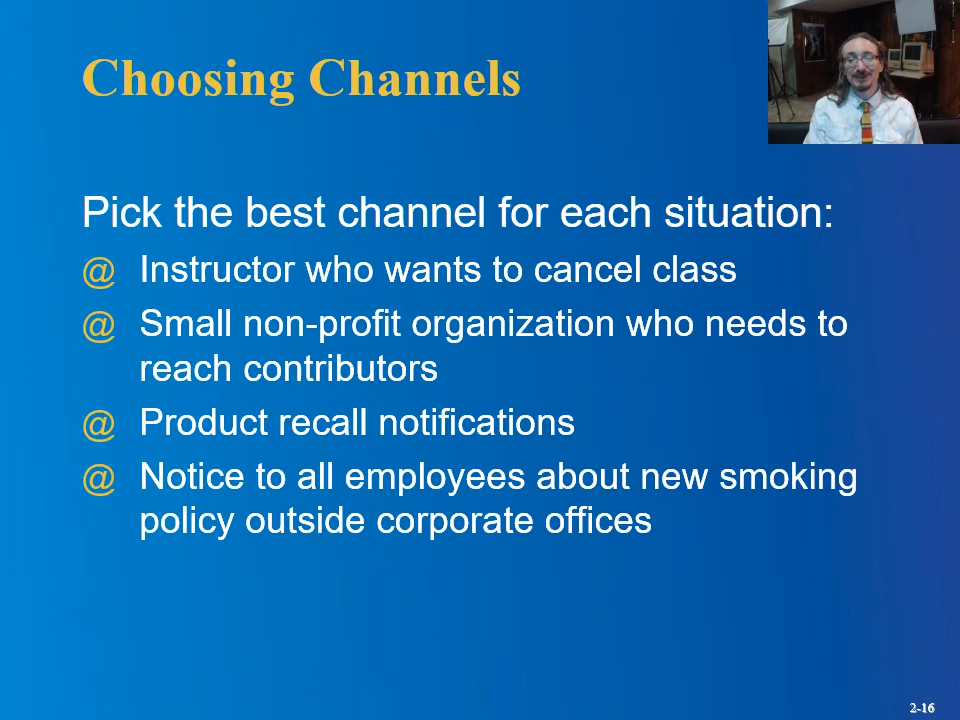 Choosing Channels
Pick the best channel for each situation:
@ Instructor who wants to cancel class
@ Small non-profit organization who needs to
reach contributors
@ Product recall notifications
@ Notice to all employees about new smoking
policy outside corporate offices
2-16